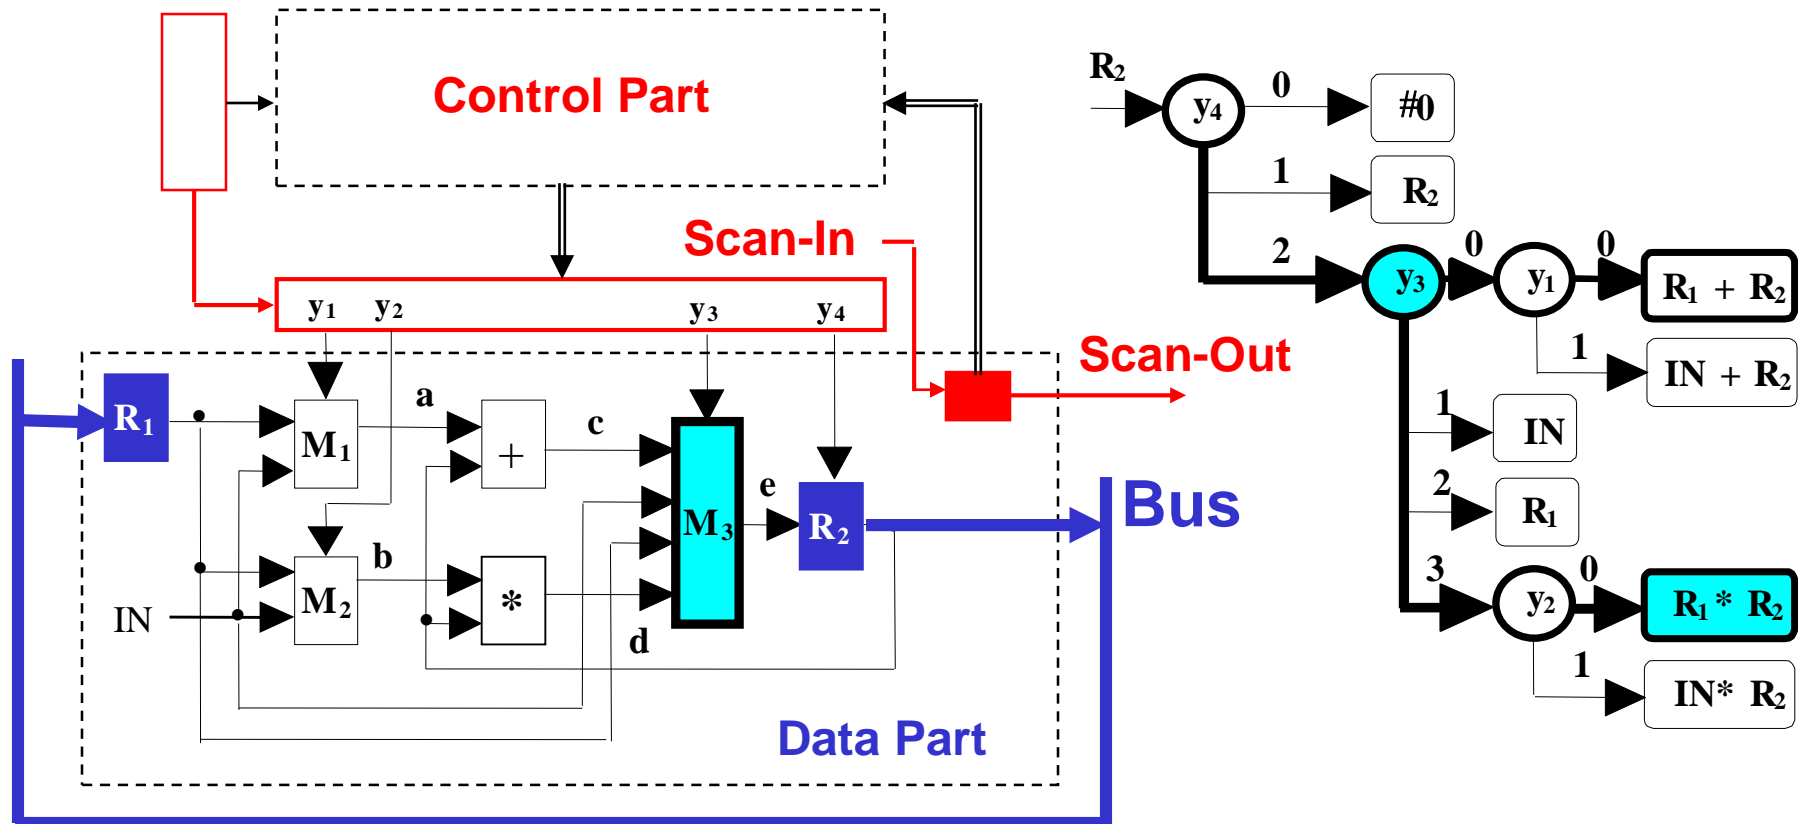 Control Part
Scan-In
y1 y2 y3 y4
Scan-Out
R1
M1
a
+
c
M2
b
*
d
IN
M3
e
R2
Bus
Data Part
R2
y4
0
#0
1
R2
2
y3
0
y1
0
R1 + R2
1
IN + R2
1
IN
2
R1
3
y2
0
R1* R2
1
IN* R2